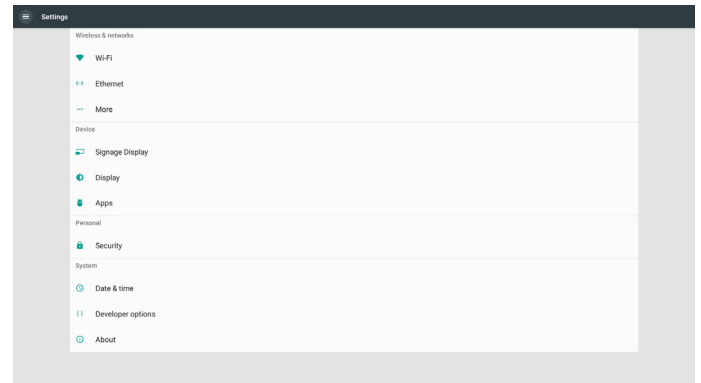 Settings
Wireless & networks
Wi-Fi
Ethernet
More
Device
Signage Display
Display
Apps
Personal
Security
System
Date & time
Developer options
About